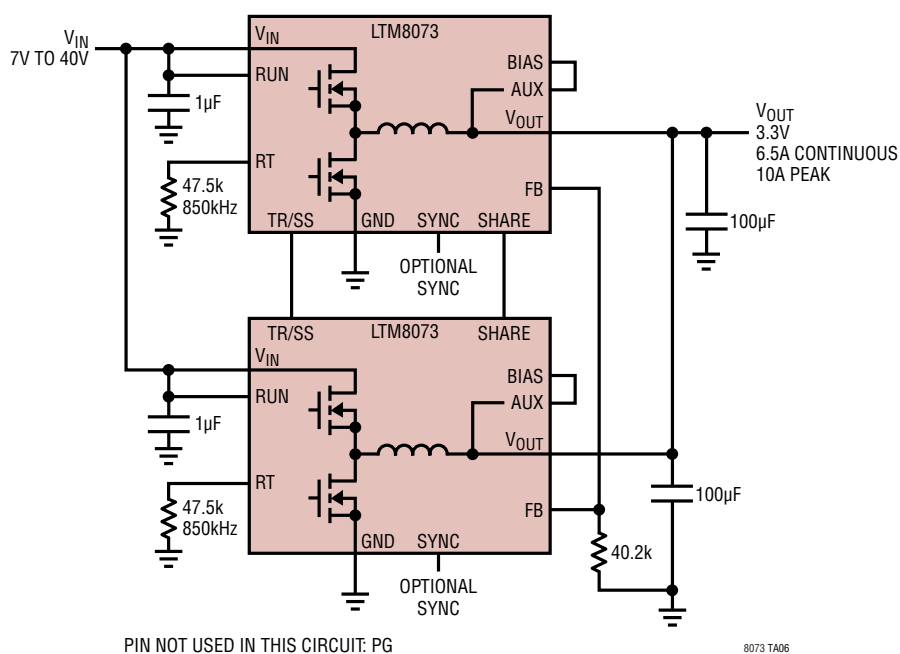 VIN
7V TO 40V
1µF
47.5k
850kHz
VIN
LTM8073
RUN
BIAS
AUX
VOUT
RT
FB
TR/SS
GND
SYNC
SHARE
OPTIONAL
SYNC
VOUT
3.3V
6.5A CONTINUOUS
10A PEAK
100µF
TR/SS
LTM8073
SHARE
VIN
BIAS
RUN
AUX
1µF
VOUT
RT
FB
47.5k
850kHz
GND
SYNC
OPTIONAL
SYNC
100µF
40.2k
PIN NOT USED IN THIS CIRCUIT: PG
8073 TA06